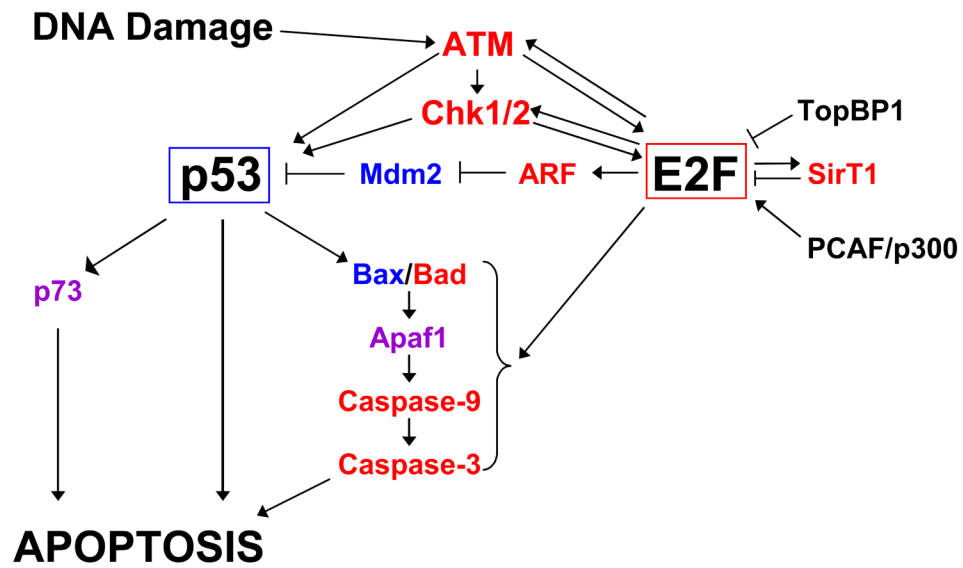 DNA Damage
ATM
Chk1/2
TopBP1
p53
Mdm2
ARF
E2F
SirT1
PCAF/p300
Bax/Bad
p73
Apaf1
Caspase-9
Caspase-3
APOPTOSIS